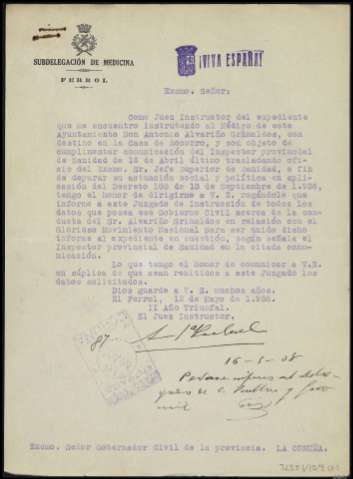 SUBDELEGACIÓN DE MEDICINA
FERROL
¡VIVA ESPAÑA!
Excmo. Señor:
Como Juez Instructor del expediente
que me encuentro instruyendo al Médico de este
Ayuntamiento Don Antonio Alvariño Grimaldos, con
destino en la Casa de Socorro, y son objeto de
cumplimentar comunicación del Inspector provincial
de Sanidad de 16 de Abril último trasladando ofi-
cio del Excmo. Sr. Jefe Superior de Sanidad, a fin
de depurar su actuación social y política en apli-
cación del Decreto 108 de 13 de Septiembre de 1.936,
tengo el honor de dirigirme a V. E. rogándole que
informe a este Juzgado de Instrucción de todos los
datos que posea ese Gobierno Civil acerca de la con-
ducta del Sr. Alvariño Grimaldos en relación con el
Glorioso Movimiento Nacional para ser unido dicho
informe al expediente en cuestión, según señala el
Inspector provincial de Sanidad en la citada comu-
nicación.
Lo que tengo el honor de comunicar a V.E.
en súplica de que sean remitidos a este Juzgado los
datos solicitados.
Dios guarde a V. E. muchos años.
El Ferrol, 12 de Mayo de 1.938.
II Año Triunfal.
El Juez Instructor.
16-5-38
Excmo. Señor Gobernador Civil de la provincia. LA CORUÑA.